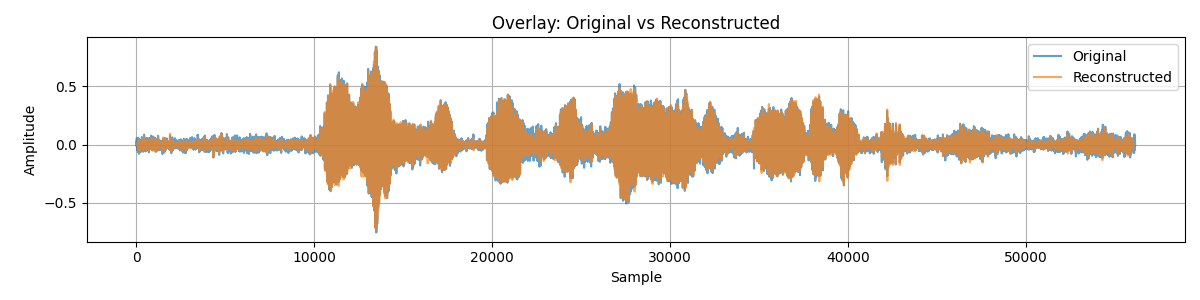 Overlay: Original vs Reconstructed
Original
Reconstructed
Amplitude
0.5
0.0
−0.5
0 10000 20000 30000 40000 50000
Sample